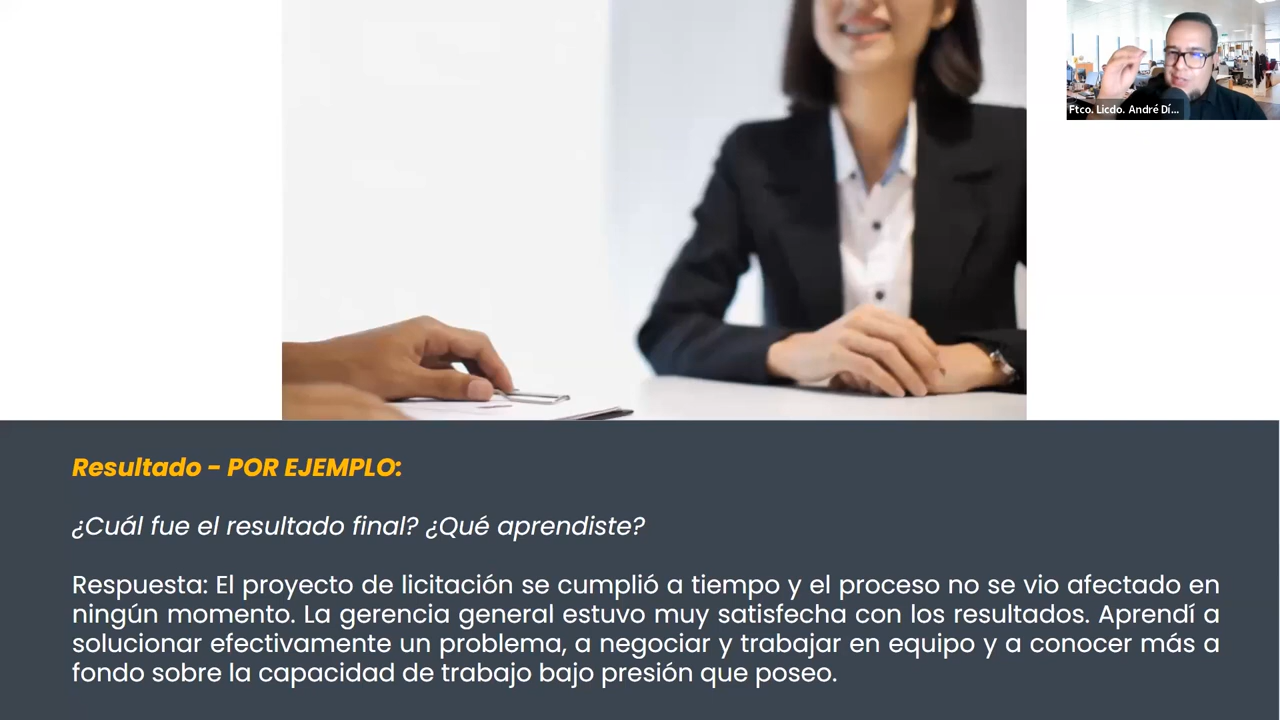 Ftco. Licdo. André Dí...
Resultado - POR EJEMPLO:
¿Cuál fue el resultado final? ¿Qué aprendiste?
Respuesta: El proyecto de licitación se cumplió a tiempo y el proceso no se vio afectado en
ningún momento. La gerencia general estuvo muy satisfecha con los resultados. Aprendí a
solucionar efectivamente un problema, a negociar y trabajar en equipo y a conocer más a
fondo sobre la capacidad de trabajo bajo presión que poseo.